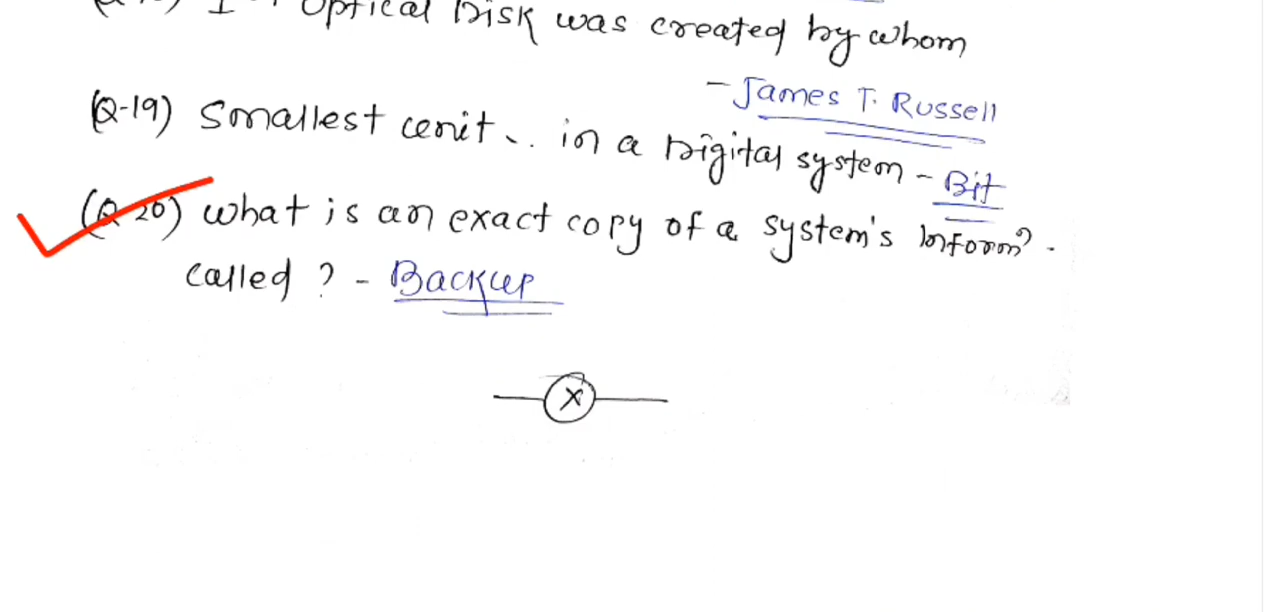 Optical Disk was created by whom
- James T. Russell
(Q-19) Smallest unit in a Digital system - Bit
(Q-20) what is an exact copy of a system's Inform?.
called ? - Backup
X